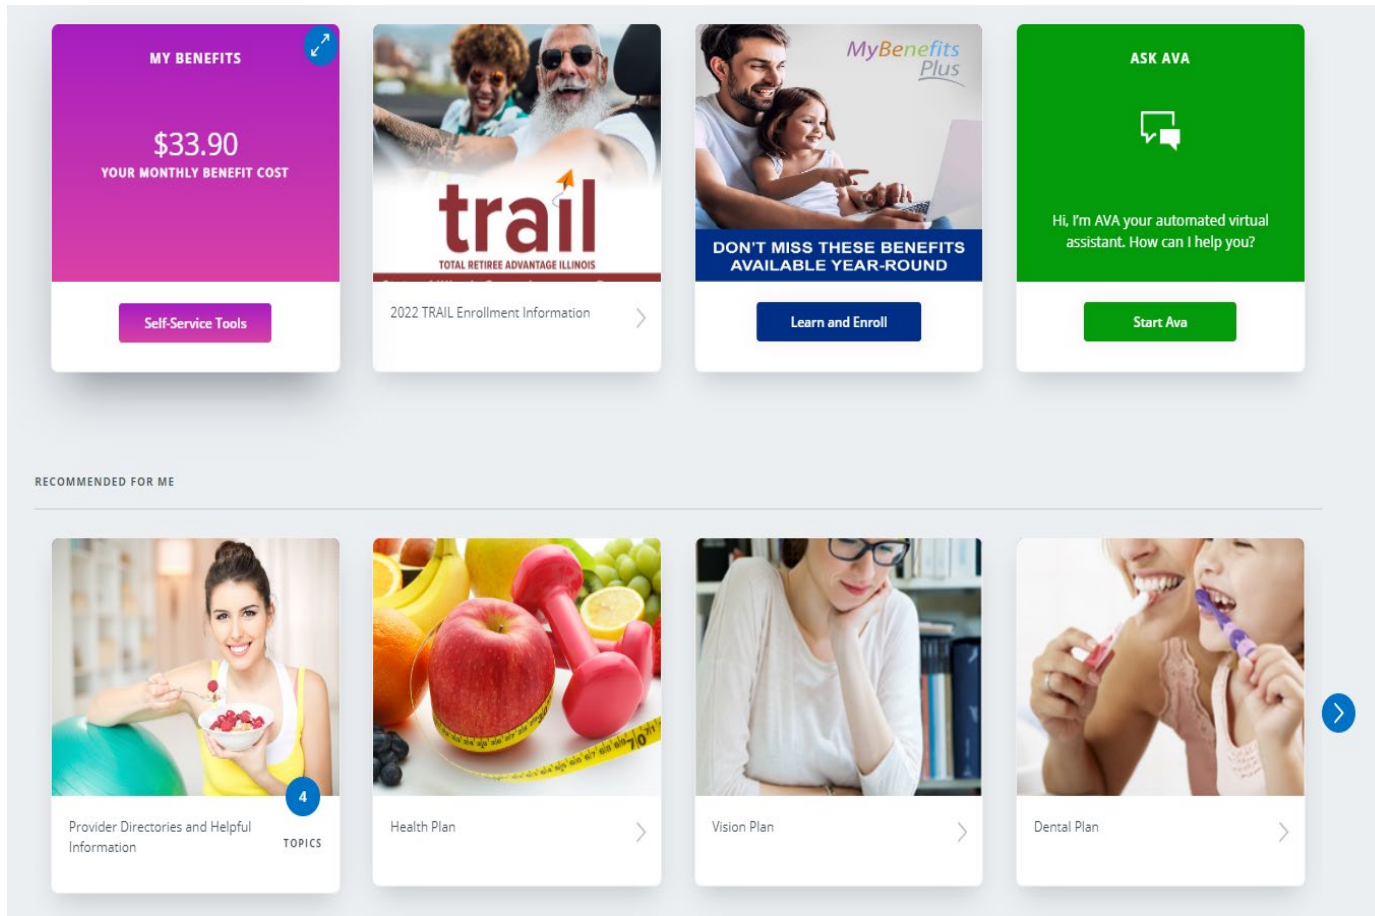 MY BENEFITS
$33.90
YOUR MONTHLY BENEFIT COST
Self-Service Tools
trail
TOTAL RETIREE ADVANTAGE ILLINOIS
2022 TRAIL Enrollment Information
MyBenefits
Plus
DON'T MISS THESE BENEFITS
AVAILABLE YEAR-ROUND
Learn and Enroll
ASK AVA
Hi, I'm AVA your automated virtual
assistant. How can I help you?
Start Ava
RECOMMENDED FOR ME
4
Provider Directories and Helpful
Information
TOPICS
Health Plan
Vision Plan
Dental Plan